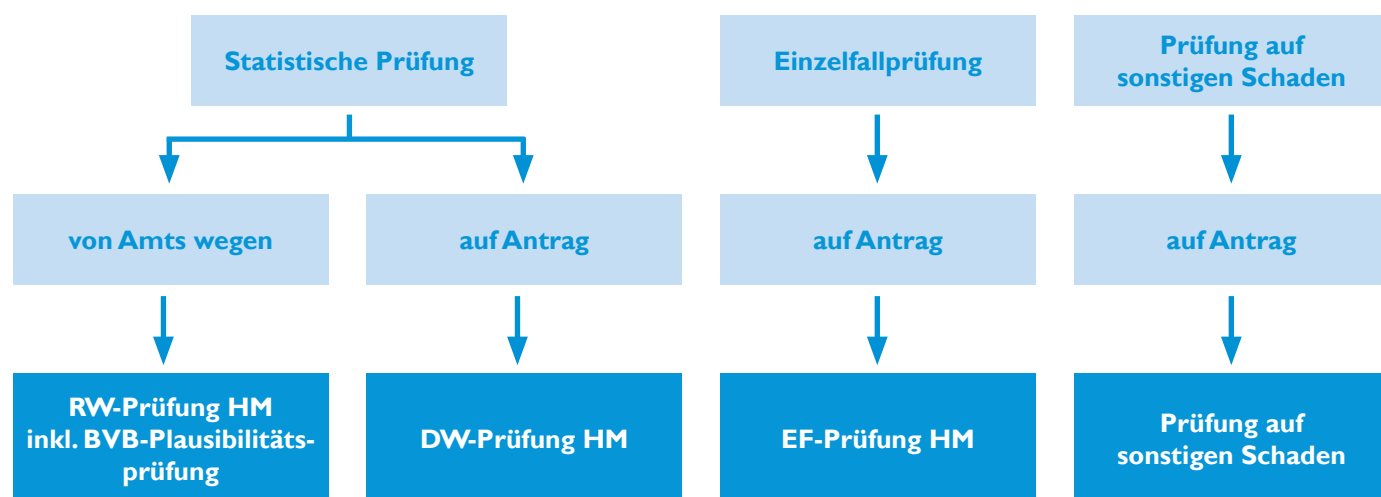 Statistische Prüfung
Einzelfallprüfung
Prüfung auf
sonstigen Schaden
von Amts wegen
auf Antrag
auf Antrag
auf Antrag
RW-Prüfung HM
inkl. BVB-Plausibilitäts-
prüfung
DW-Prüfung HM
EF-Prüfung HM
Prüfung auf
sonstigen Schaden